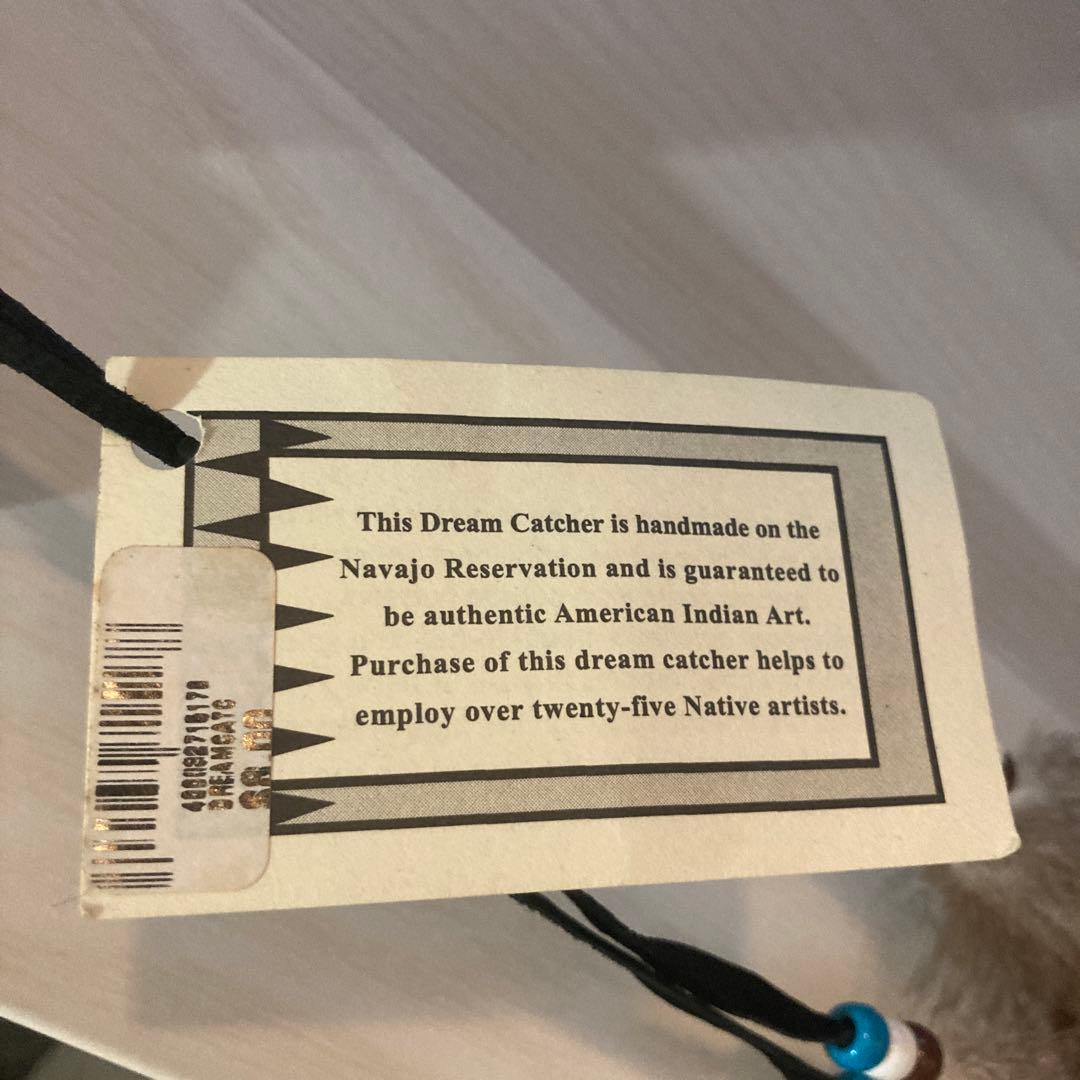 This Dream Catcher is handmade on the
Navajo Reservation and is guaranteed to
be authentic American Indian Art.
Purchase of this dream catcher helps to
employ over twenty-five Native artists.
DREAMCATC